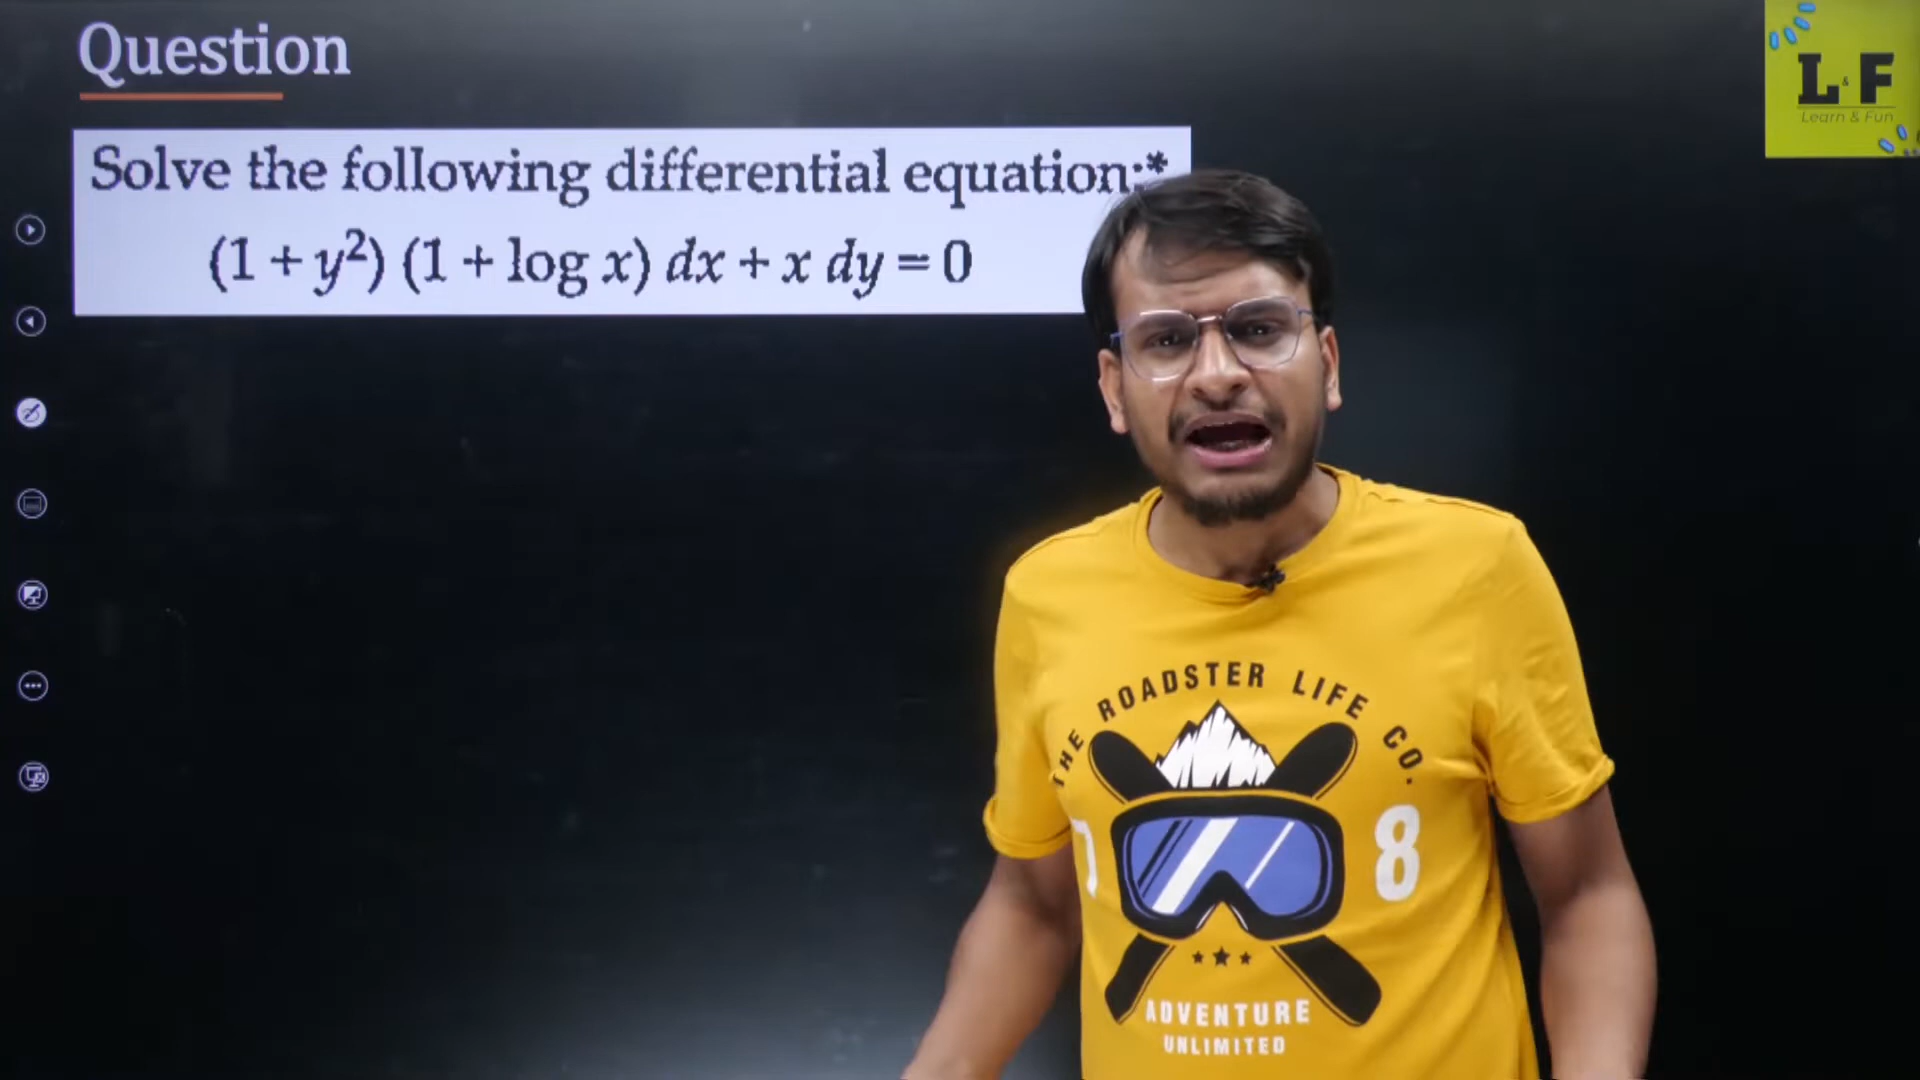 Question
L & F
Learn & Fun
Solve the following differential equation:*
(1 + y²) (1 + log x) dx + x dy = 0
THE ROADSTER LIFE CO.
8
ADVENTURE
UNLIMITED